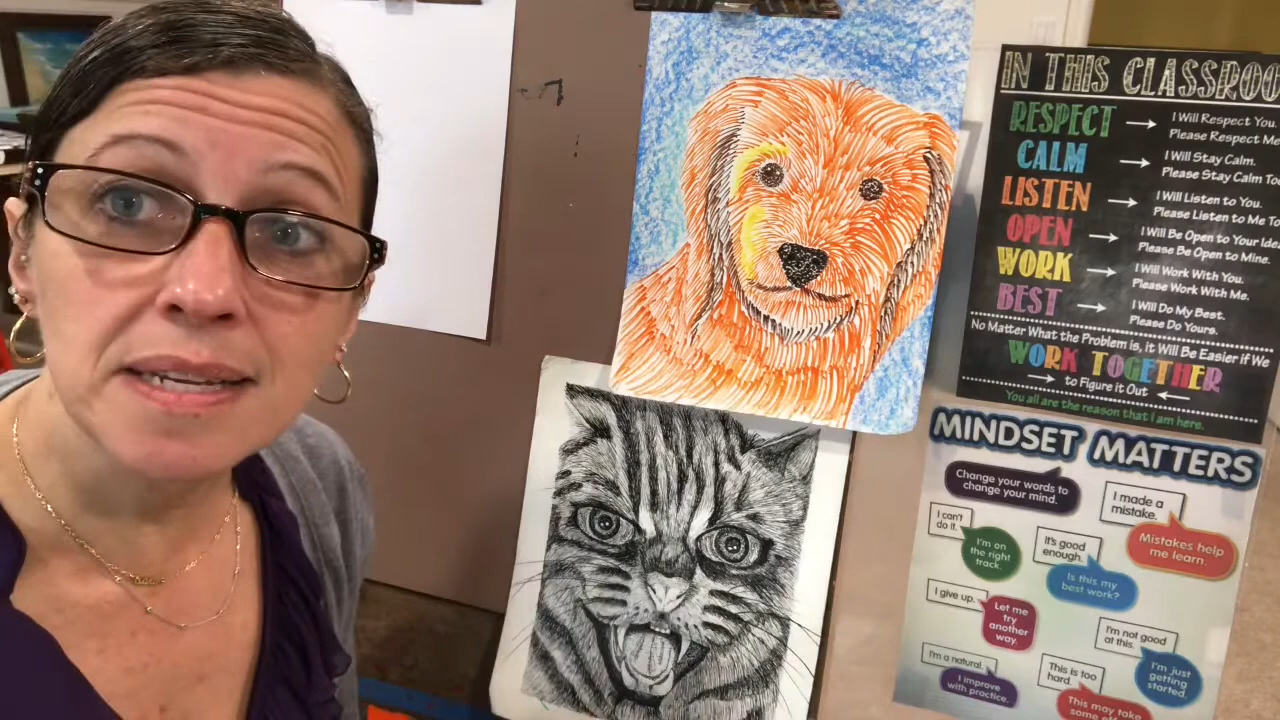 IN THIS CLASSROO
RESPECT → I Will Respect You.
Please Respect Me
CALM → I Will Stay Calm.
Please Stay Calm Too
LISTEN → I Will Listen to You.
Please Listen to Me To
OPEN → I Will Be Open to Your Ide
Please Be Open to Mine.
WORK → I Will Work With You.
Please Work With Me.
BEST → I Will Do My Best.
Please Do Yours.
No Matter What the Problem is, it Will Be Easier if We
WORK TOGETHER
→ to Figure it Out ←
You all are the reason that I am here.
MINDSET MATTERS
Change your words to
change your mind.
I made a
mistake.
Mistakes help
me learn.
I can't
do it.
I'm on
the right
track.
It's good
enough.
Is this my
best work?
I give up.
Let me
try
another
way.
I'm not good
at this.
I'm just
getting
started.
I'm a natural.
I improve
with practice.
This is too
hard.
This may take